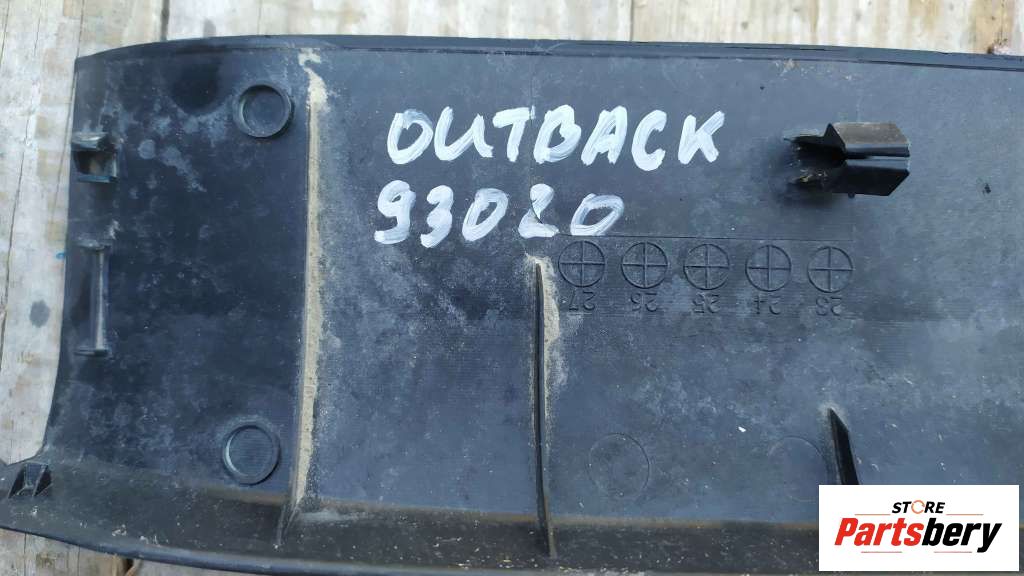 OUTBACK
93020
27 26 25 24 23
STORE
Partsbery